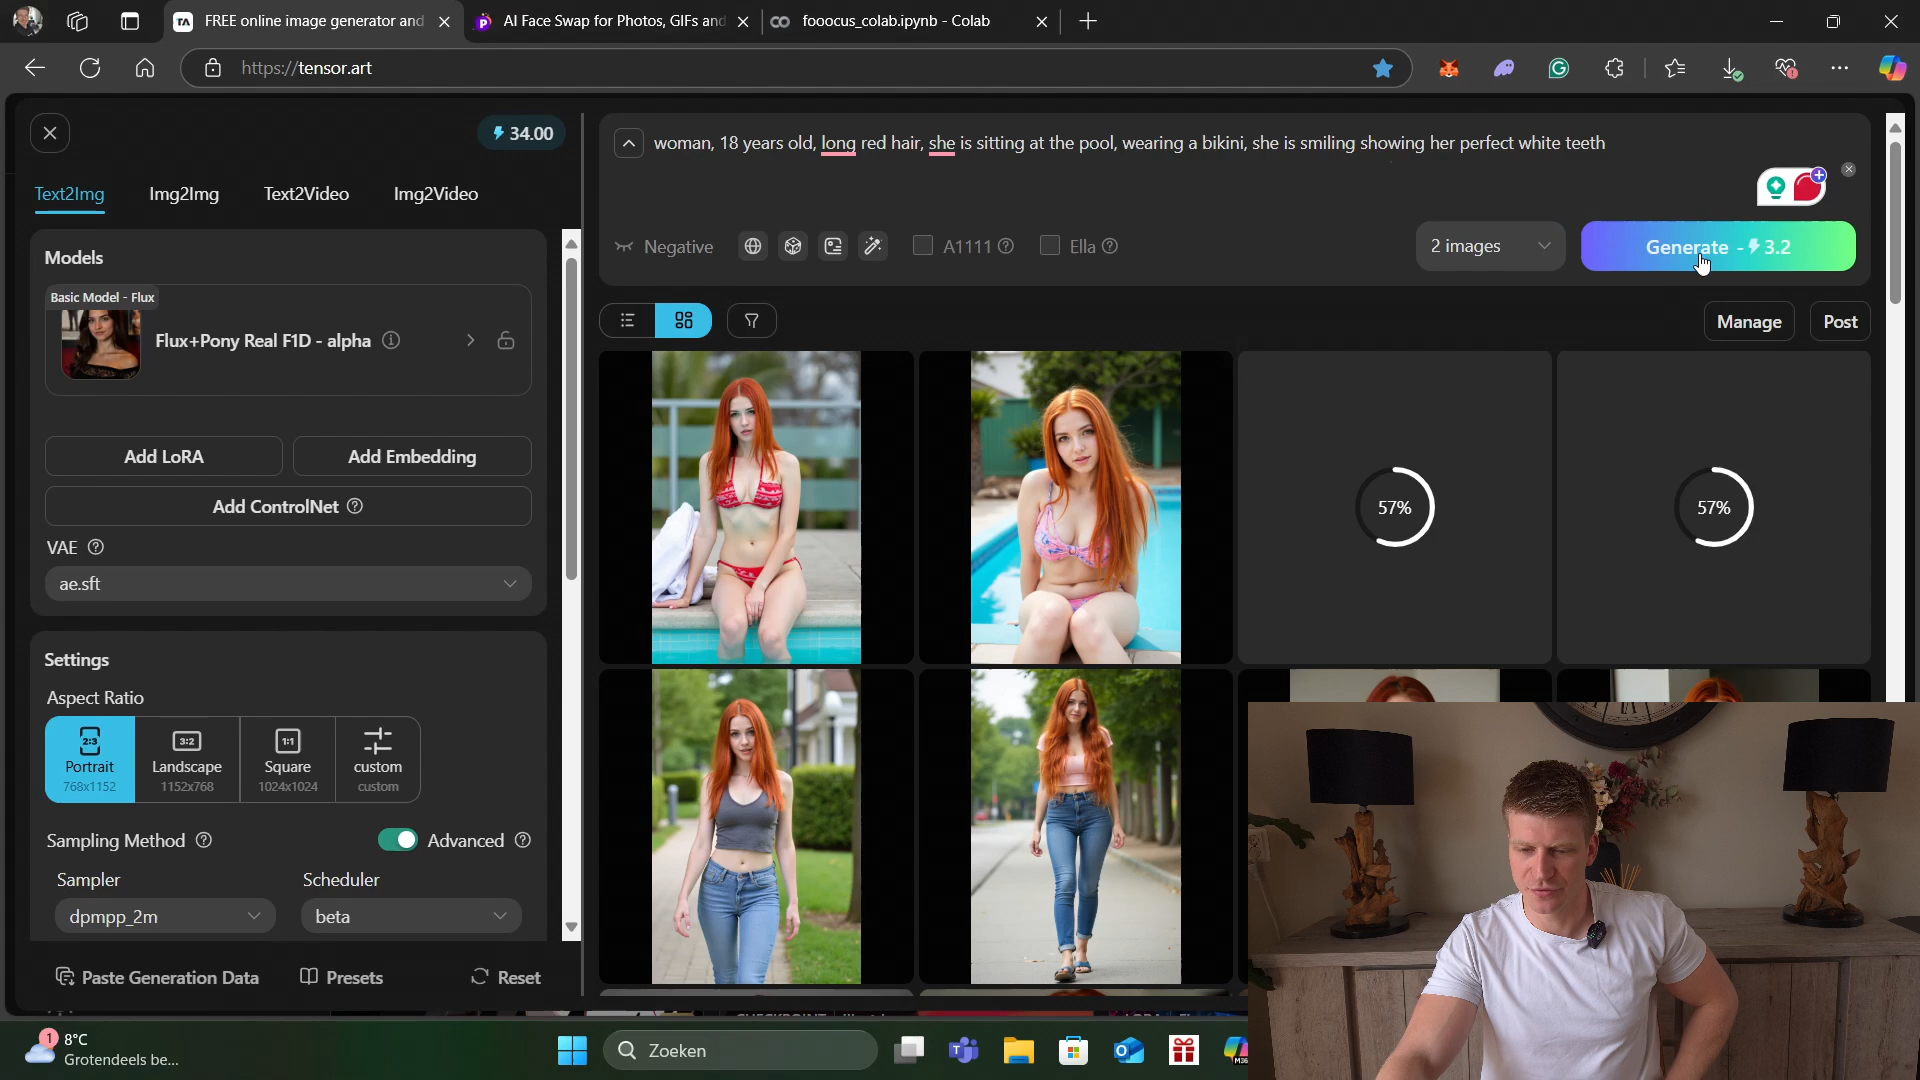 FREE online image generator and
AI Face Swap for Photos, GIFs and
fooocus_colab.ipynb - Colab
https://tensor.art
34.00
Text2Img
Img2Img
Text2Video
Img2Video
Models
Basic Model - Flux
Flux+Pony Real F1D - alpha
Add LoRA
Add Embedding
Add ControlNet
VAE
ae.sft
Settings
Aspect Ratio
2:3
Portrait
768x1152
3:2
Landscape
1152x768
1:1
Square
1024x1024
custom
custom
Sampling Method
Advanced
Sampler
Scheduler
dpmpp_2m
beta
Paste Generation Data
Presets
Reset
woman, 18 years old, long red hair, she is sitting at the pool, wearing a bikini, she is smiling showing her perfect white teeth
Negative
A1111
Ella
2 images
Generate - 3.2
Manage
Post
57%
57%
1
8°C
Grotendeels be...
Zoeken